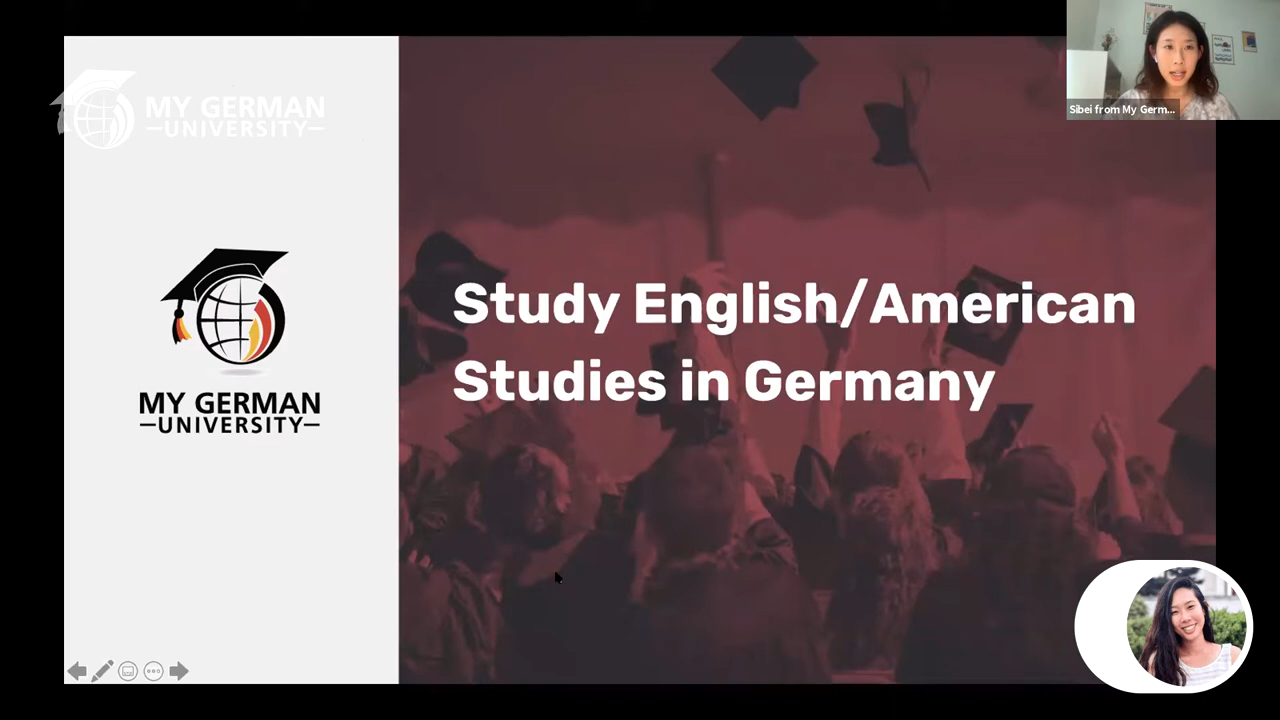 MY GERMAN
UNIVERSITY
Sibei from My Germ...
MY GERMAN
UNIVERSITY
Study English/American
Studies in Germany